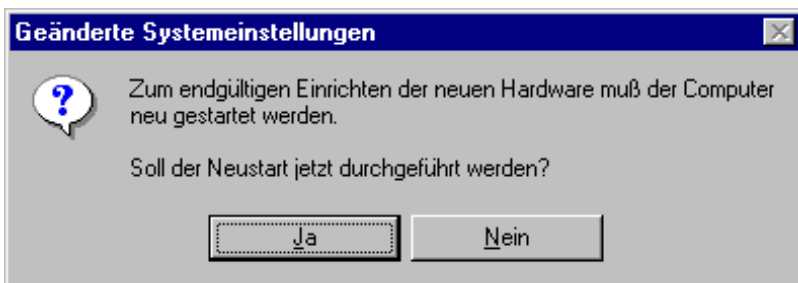 Geänderte Systemeinstellungen
Zum endgültigen Einrichten der neuen Hardware muß der Computer
neu gestartet werden.
Soll der Neustart jetzt durchgeführt werden?
Ja Nein